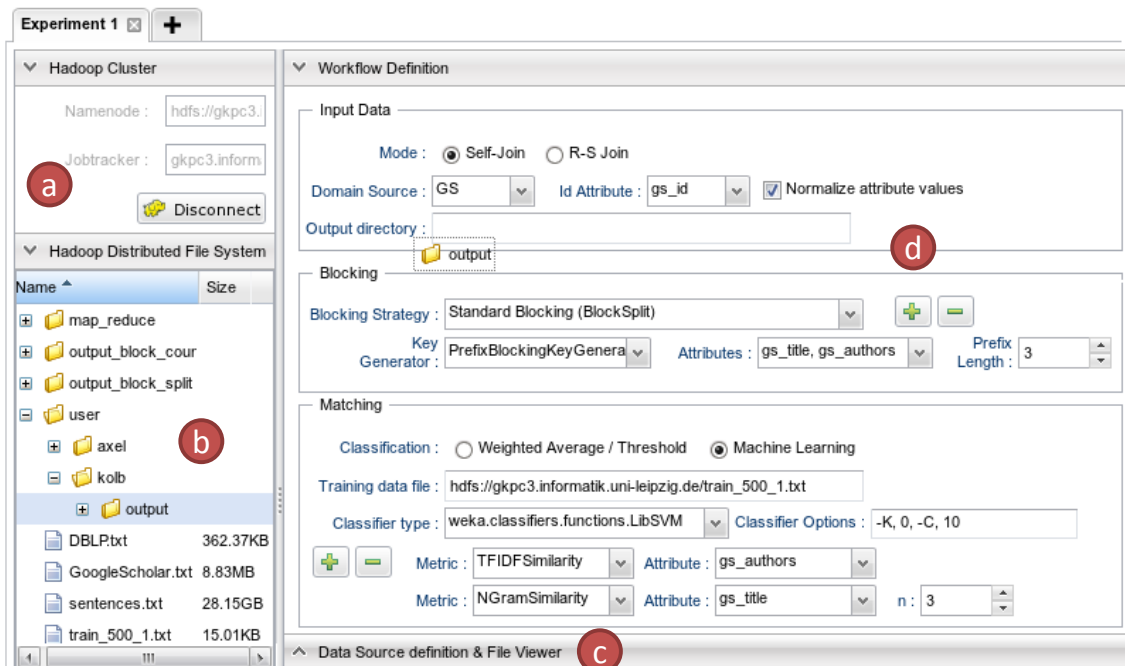 Experiment 1
Hadoop Cluster
Namenode : hdfs://gkpc3.
Jobtracker : gkpc3.inform
a
Disconnect
Hadoop Distributed File System
Name Size
map_reduce
output_block_cour
output_block_split
user
axel
b
kolb
output
DBLP.txt 362.37KB
GoogleScholar.txt 8.83MB
sentences.txt 28.15GB
train_500_1.txt 15.01KB
Workflow Definition
Input Data
Mode : Self-Join R-S Join
Domain Source : GS Id Attribute : gs_id Normalize attribute values
Output directory :
output
d
Blocking
Blocking Strategy : Standard Blocking (BlockSplit)
Key Generator : PrefixBlockingKeyGenera Attributes : gs_title, gs_authors Prefix Length : 3
Matching
Classification : Weighted Average / Threshold Machine Learning
Training data file : hdfs://gkpc3.informatik.uni-leipzig.de/train_500_1.txt
Classifier type : weka.classifiers.functions.LibSVM Classifier Options : -K, 0, -C, 10
Metric : TFIDFSimilarity Attribute : gs_authors
Metric : NGramSimilarity Attribute : gs_title n : 3
Data Source definition & File Viewer
c